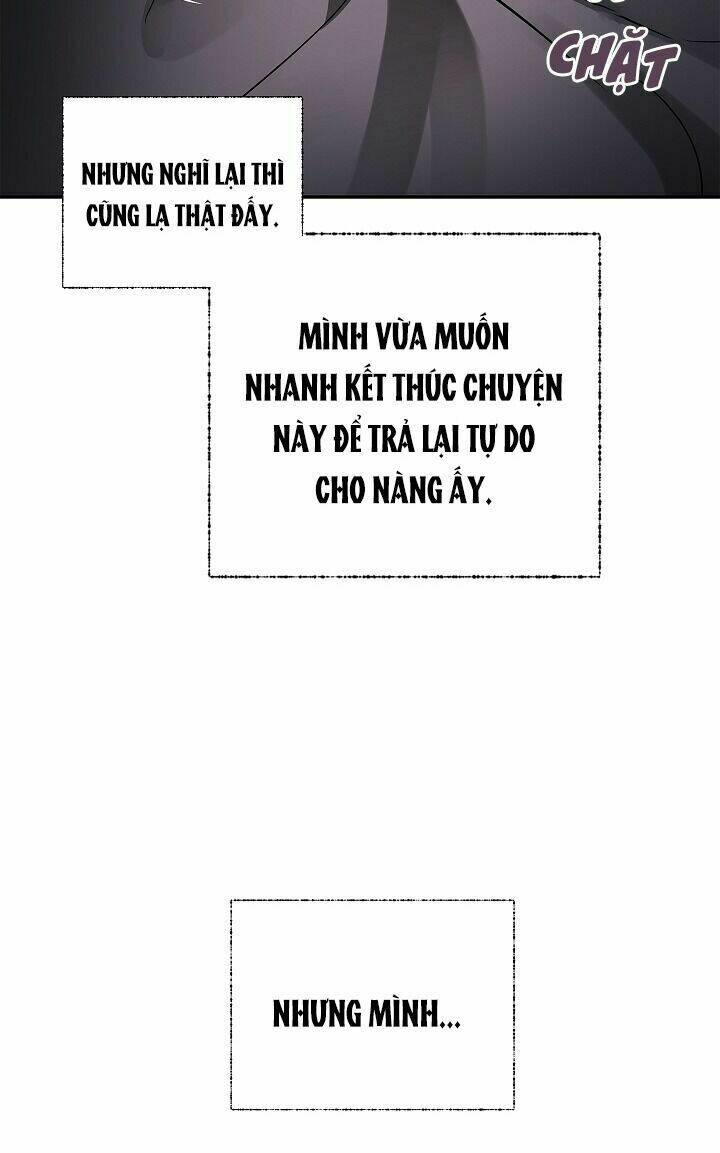 CHẶT
NHƯNG NGHĨ LẠI THÌ
CŨNG LẠ THẬT ĐẤY.
MÌNH VỪA MUỐN
NHANH KẾT THÚC CHUYỆN
NÀY ĐỂ TRẢ LẠI TỰ DO
CHO NÀNG ẤY.
NHƯNG MÌNH...